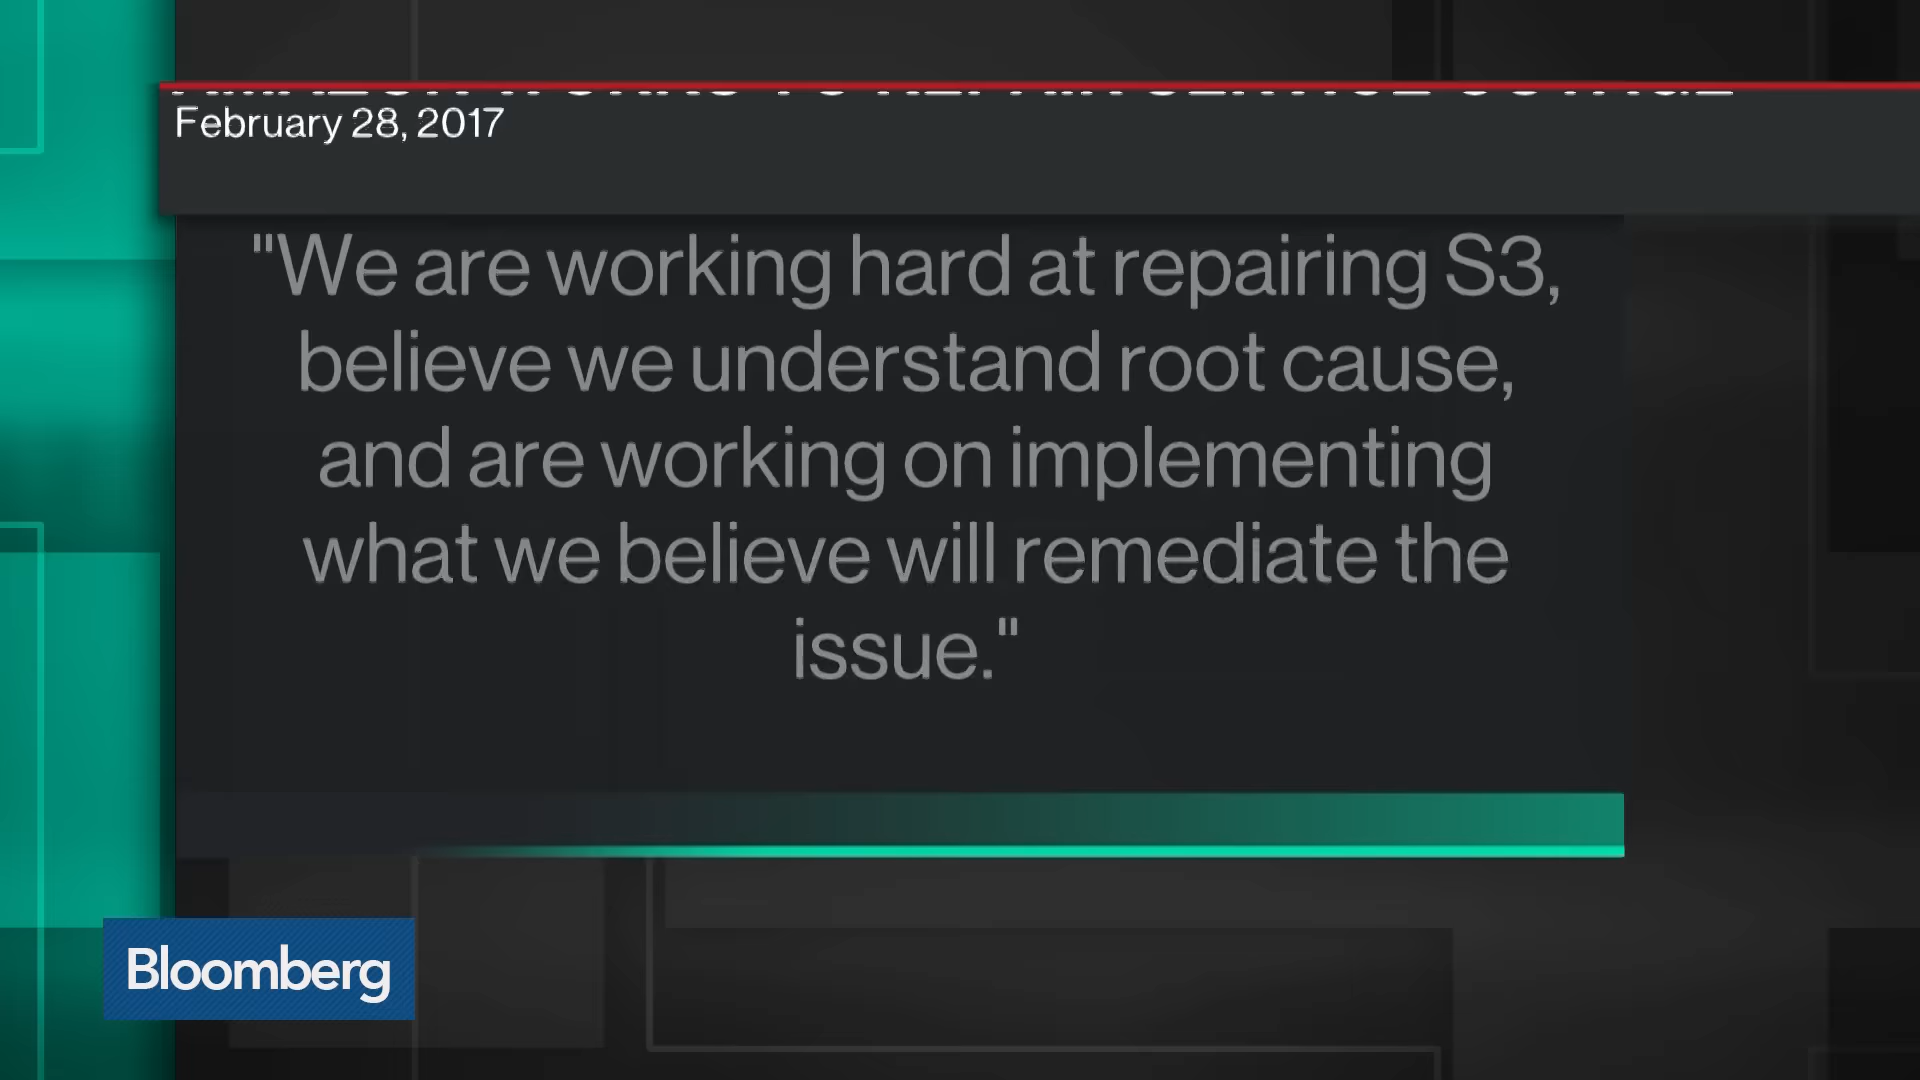 February 28, 2017
"We are working hard at repairing S3,
believe we understand root cause,
and are working on implementing
what we believe will remediate the
issue."
Bloomberg